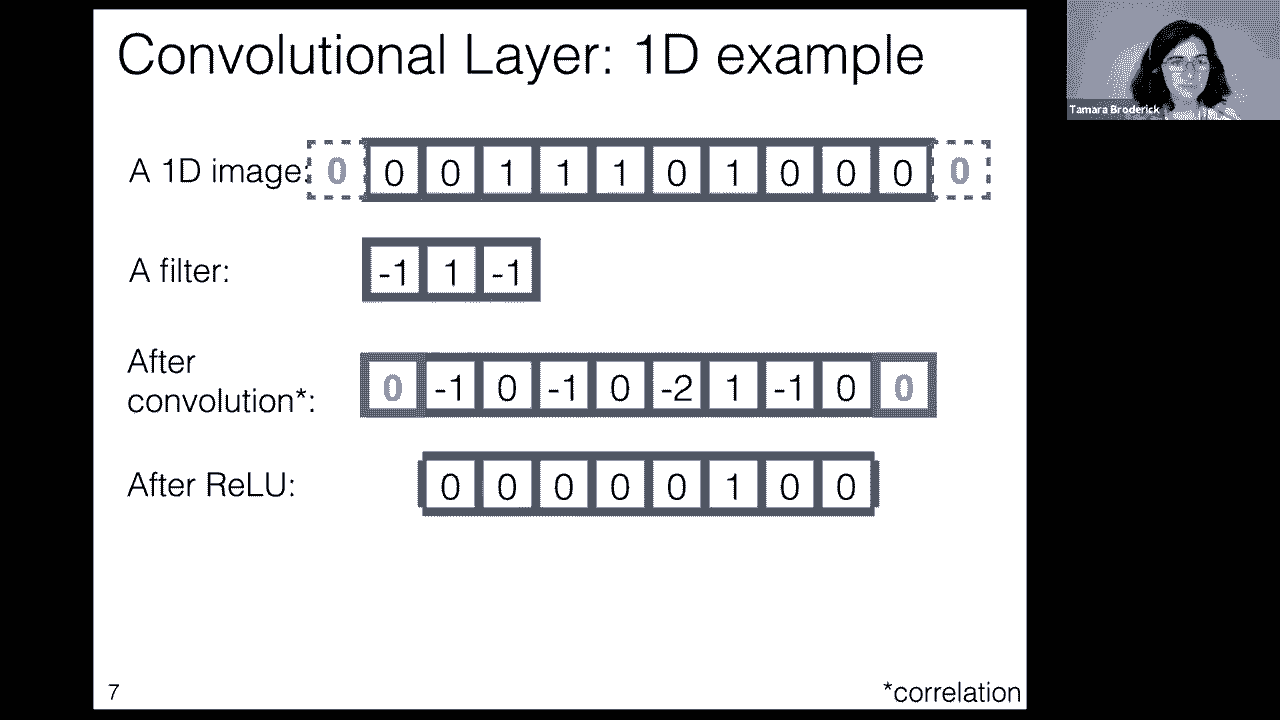 Convolutional Layer: 1D example
Tamara Broderick
A 1D image: 0 0 0 1 1 1 0 1 0 0 0 0
A filter: -1 1 -1
After
convolution*: 0 -1 0 -1 0 -2 1 -1 0 0
After ReLU: 0 0 0 0 0 1 0 0
7
*correlation